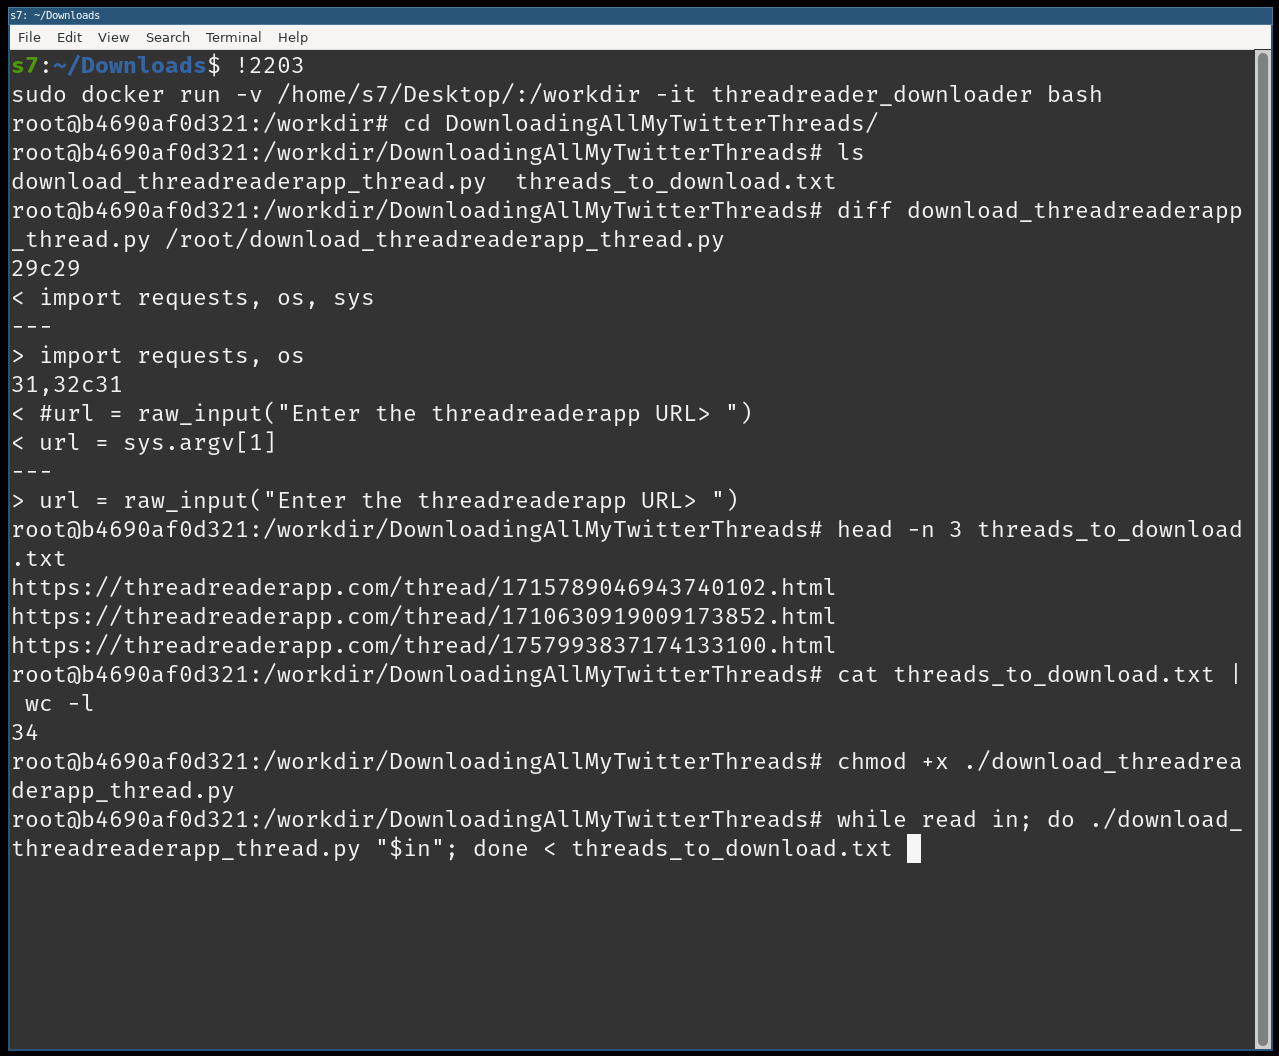 s7: ~/Downloads
File Edit View Search Terminal Help
s7:~/Downloads$ !2203
sudo docker run -v /home/s7/Desktop/:/workdir -it threadreader_downloader bash
root@b4690af0d321:/workdir# cd DownloadingAllMyTwitterThreads/
root@b4690af0d321:/workdir/DownloadingAllMyTwitterThreads# ls
download_threadreaderapp_thread.py  threads_to_download.txt
root@b4690af0d321:/workdir/DownloadingAllMyTwitterThreads# diff download_threadreaderapp
_thread.py /root/download_threadreaderapp_thread.py
29c29
< import requests, os, sys
---
> import requests, os
31,32c31
< #url = raw_input("Enter the threadreaderapp URL> ")
< url = sys.argv[1]
---
> url = raw_input("Enter the threadreaderapp URL> ")
root@b4690af0d321:/workdir/DownloadingAllMyTwitterThreads# head -n 3 threads_to_download
.txt
https://threadreaderapp.com/thread/1715789046943740102.html
https://threadreaderapp.com/thread/1710630919009173852.html
https://threadreaderapp.com/thread/1757993837174133100.html
root@b4690af0d321:/workdir/DownloadingAllMyTwitterThreads# cat threads_to_download.txt |
 wc -l
34
root@b4690af0d321:/workdir/DownloadingAllMyTwitterThreads# chmod +x ./download_threadrea
derapp_thread.py
root@b4690af0d321:/workdir/DownloadingAllMyTwitterThreads# while read in; do ./download_
threadreaderapp_thread.py "$in"; done < threads_to_download.txt